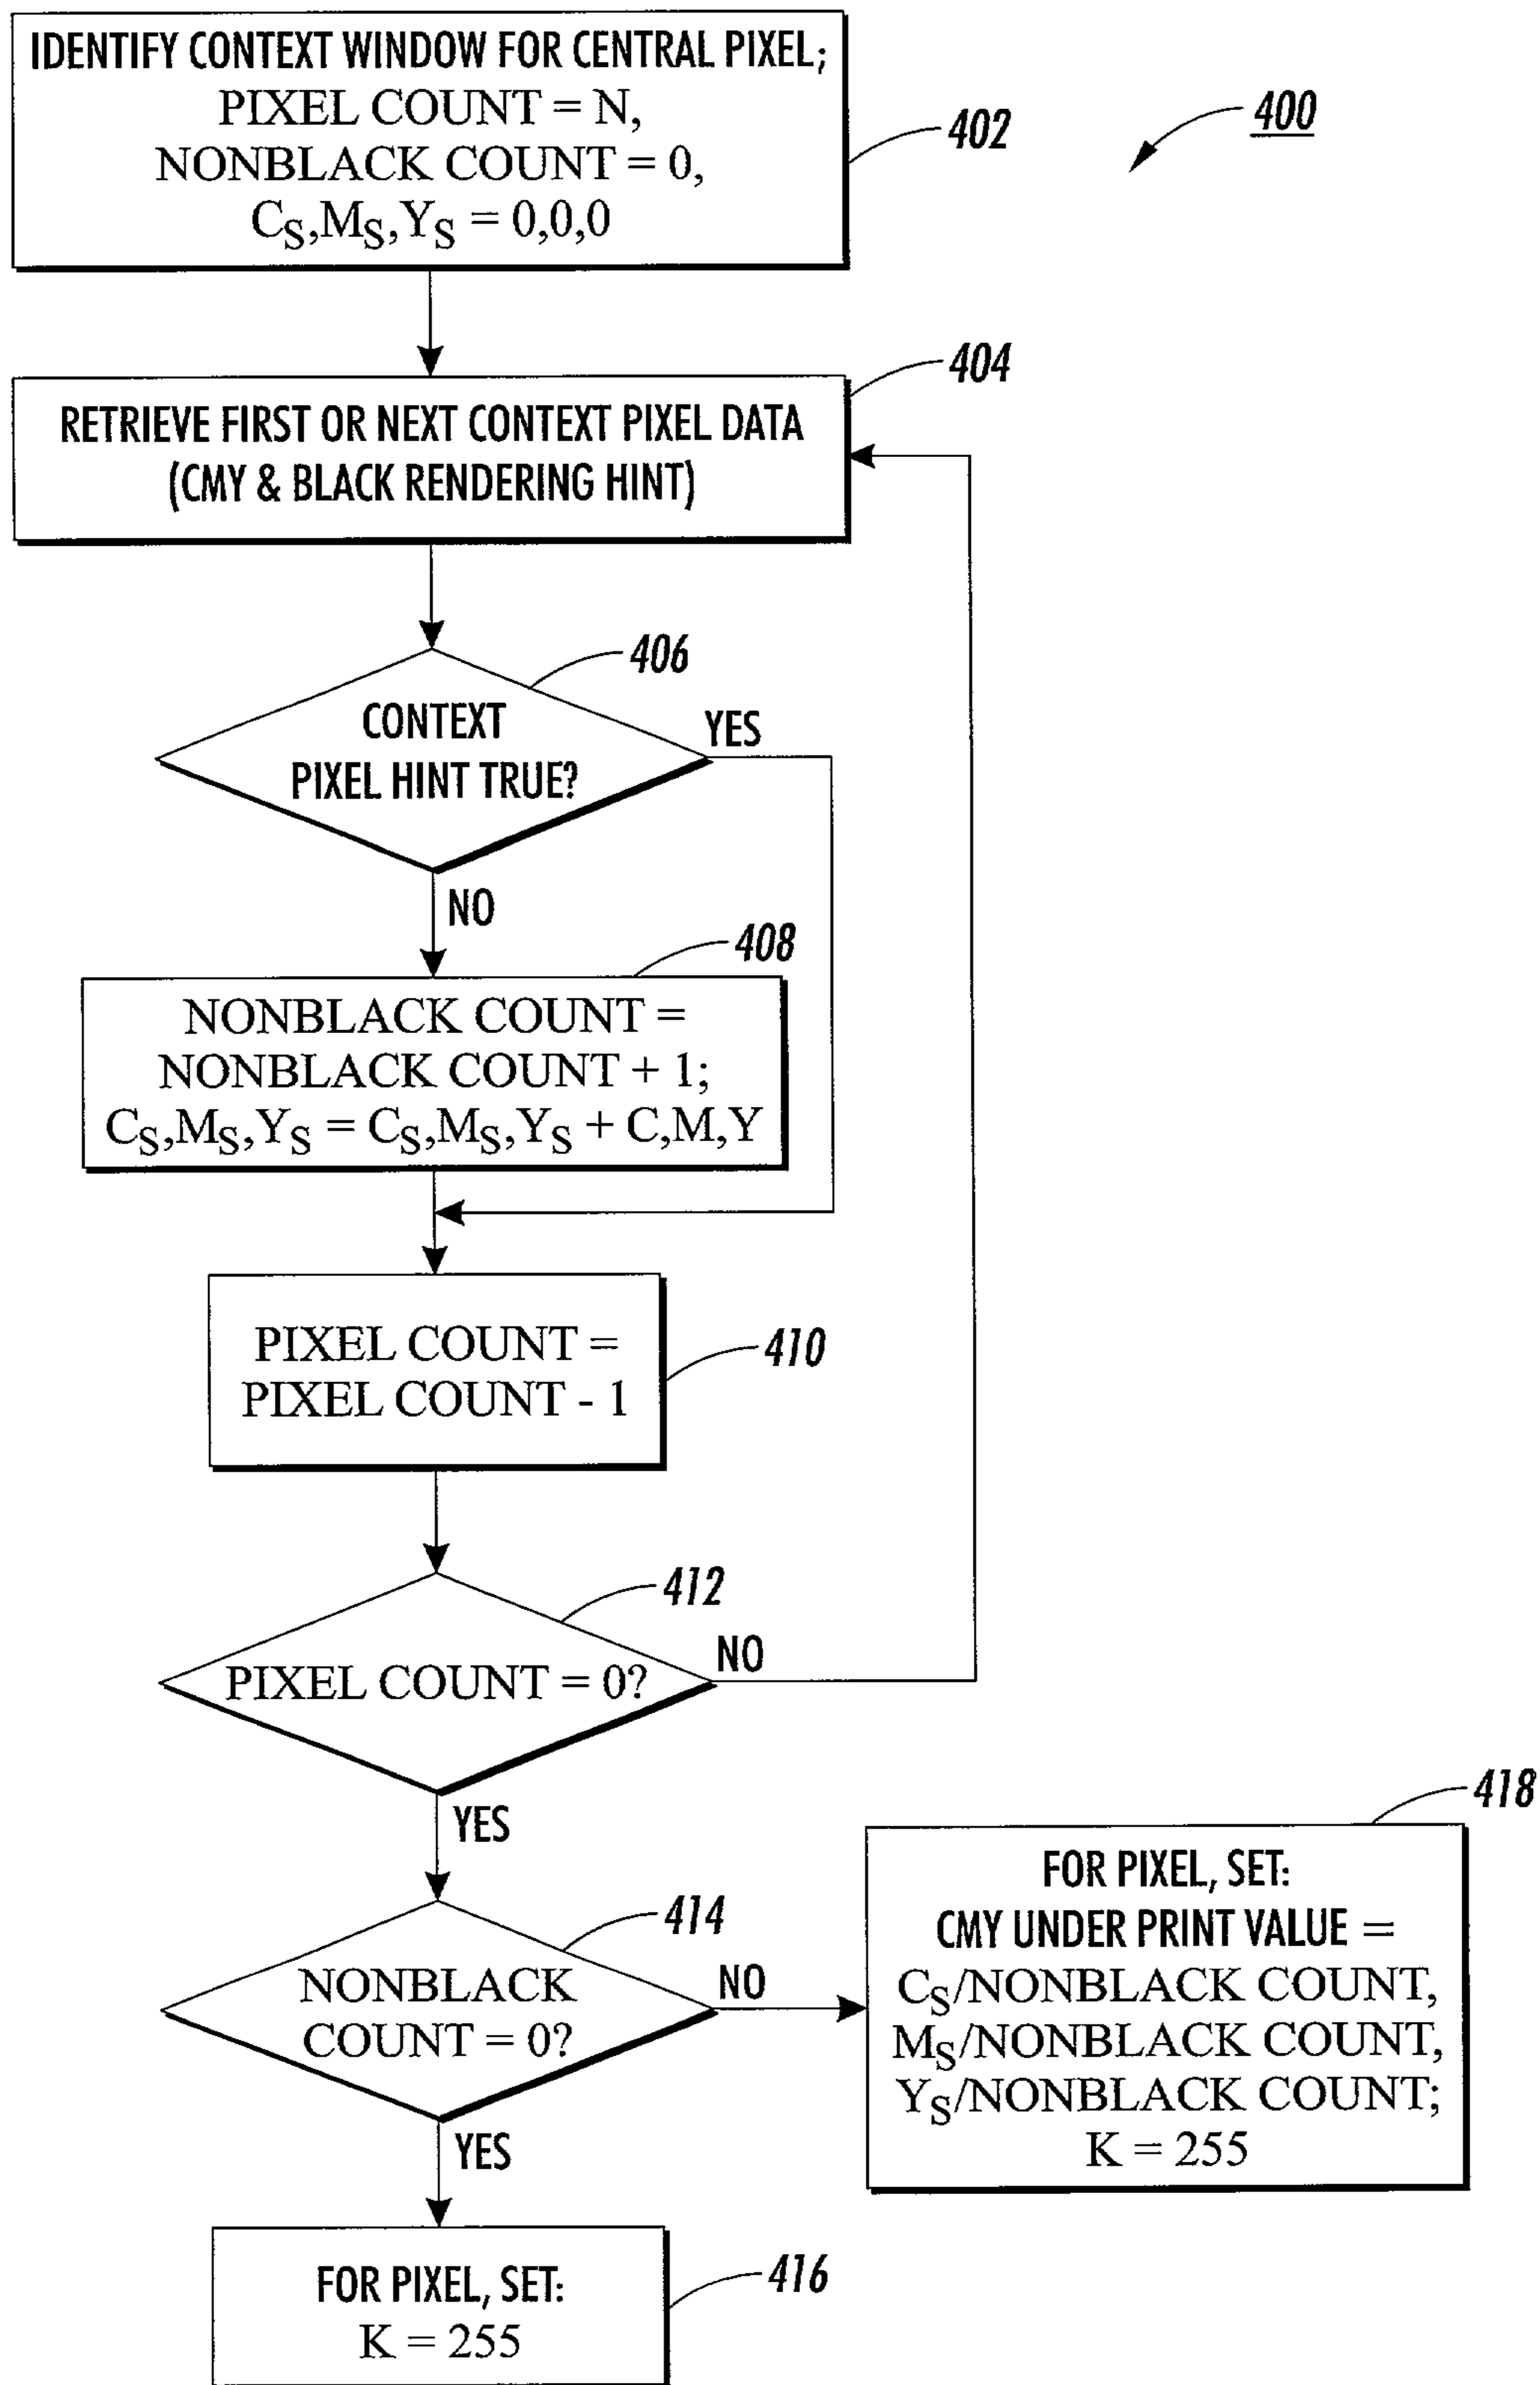 IDENTIFY CONTEXT WINDOW FOR CENTRAL PIXEL;
PIXEL COUNT = N,
NONBLACK COUNT = 0,
CS,MS,YS = 0,0,0
402
400
404
RETRIEVE FIRST OR NEXT CONTEXT PIXEL DATA
(CMY & BLACK RENDERING HINT)
406
CONTEXT
PIXEL HINT TRUE?
YES
NO
408
NONBLACK COUNT =
NONBLACK COUNT + 1;
CS,MS,YS = CS,MS,YS + C,M,Y
PIXEL COUNT =
PIXEL COUNT - 1
410
412
PIXEL COUNT = 0?
NO
YES
414
NONBLACK
COUNT = 0?
NO
YES
418
FOR PIXEL, SET:
CMY UNDER PRINT VALUE =
CS/NONBLACK COUNT,
MS/NONBLACK COUNT,
YS/NONBLACK COUNT;
K = 255
FOR PIXEL, SET:
K = 255
416